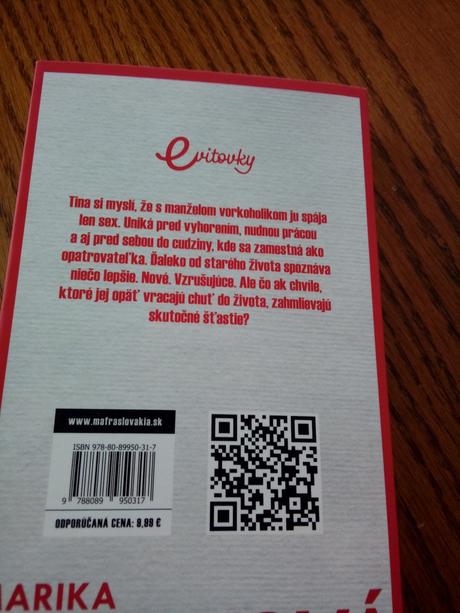 evitovky
Tina si myslí, že s manželom vorkoholikom ju spája
len sex. Uniká pred vyhorením, nudnou prácou
a aj pred sebou do cudziny, kde sa zamestná ako
opatrovateľka. Ďaleko od starého života spoznáva
niečo lepšie. Nové. Vzrušujúce. Ale čo ak chvíle,
ktoré jej opäť vracajú chuť do života, zahmlievajú
skutočné šťastie?
www.mafraslovakia.sk
ISBN 978-80-89950-31-7
9 788089 950317
ODPORÚČANÁ CENA: 9,99 €
MARIKA